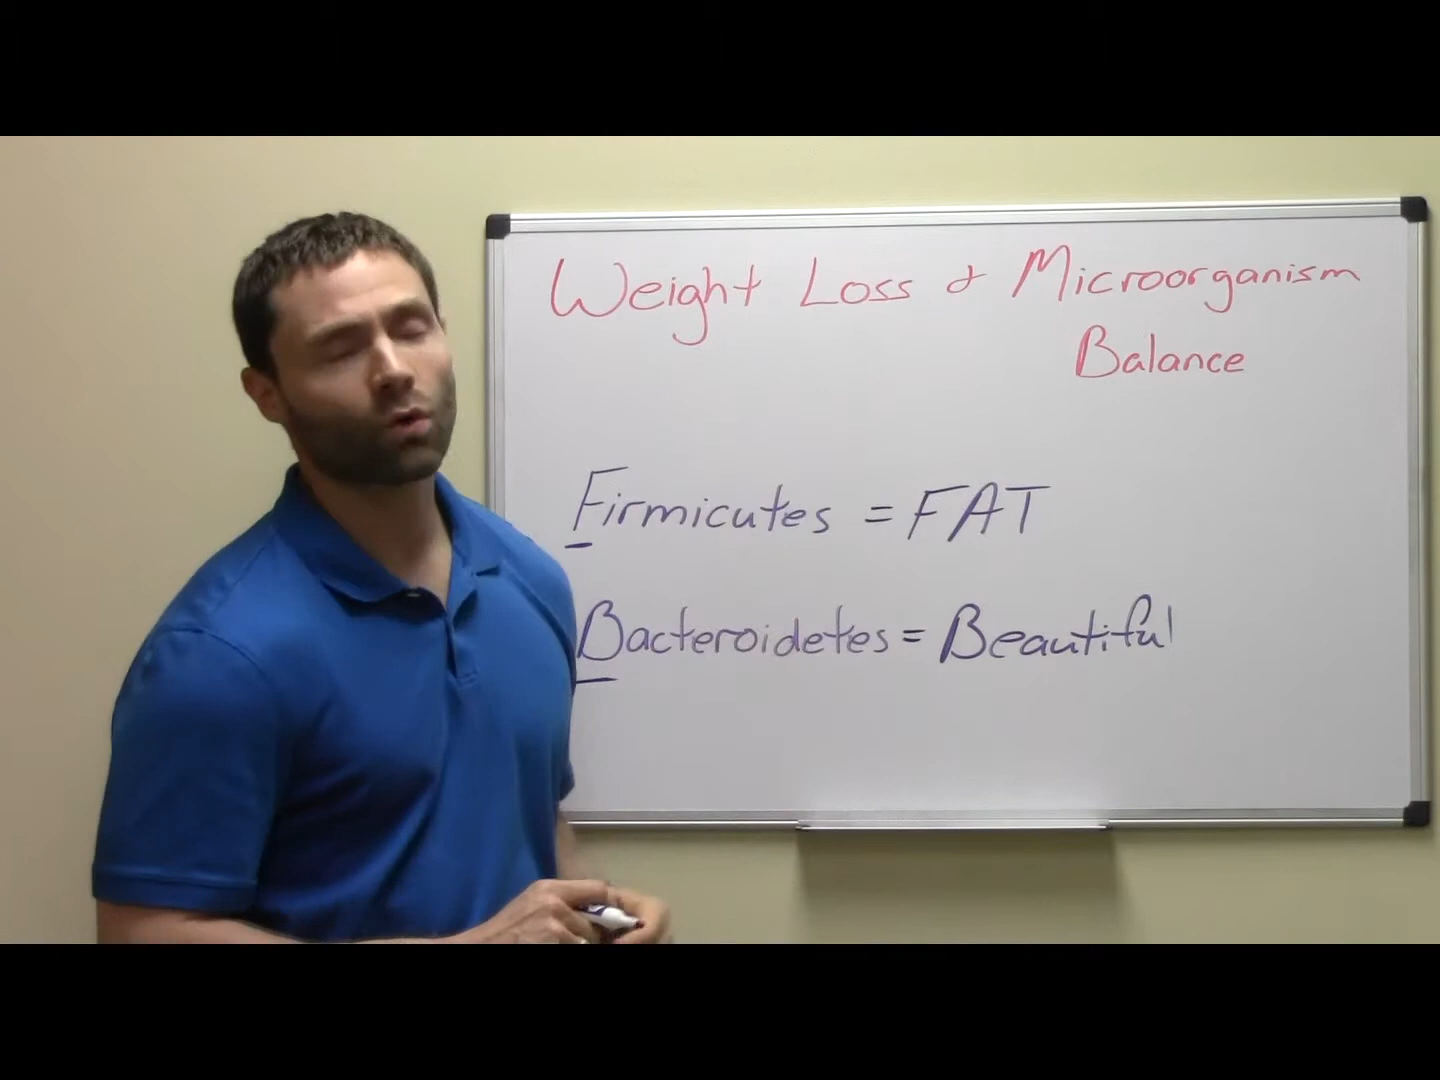 Weight Loss & Microorganism
Balance
Firmicutes = FAT
Bacteroidetes = Beautiful